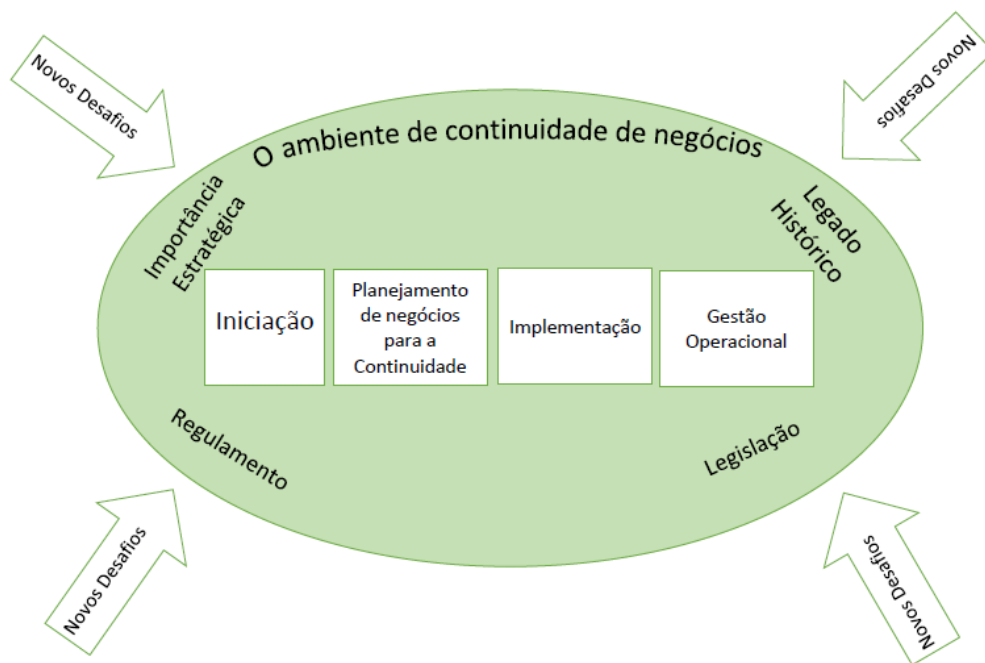 Novos Desafios
Novos Desafios
O ambiente de continuidade de negócios
Importância
Estratégica
Legado
Histórico
Iniciação
Planejamento
de negócios
para a
Continuidade
Implementação
Gestão
Operacional
Regulamento
Legislação
Novos Desafios
Novos Desafios